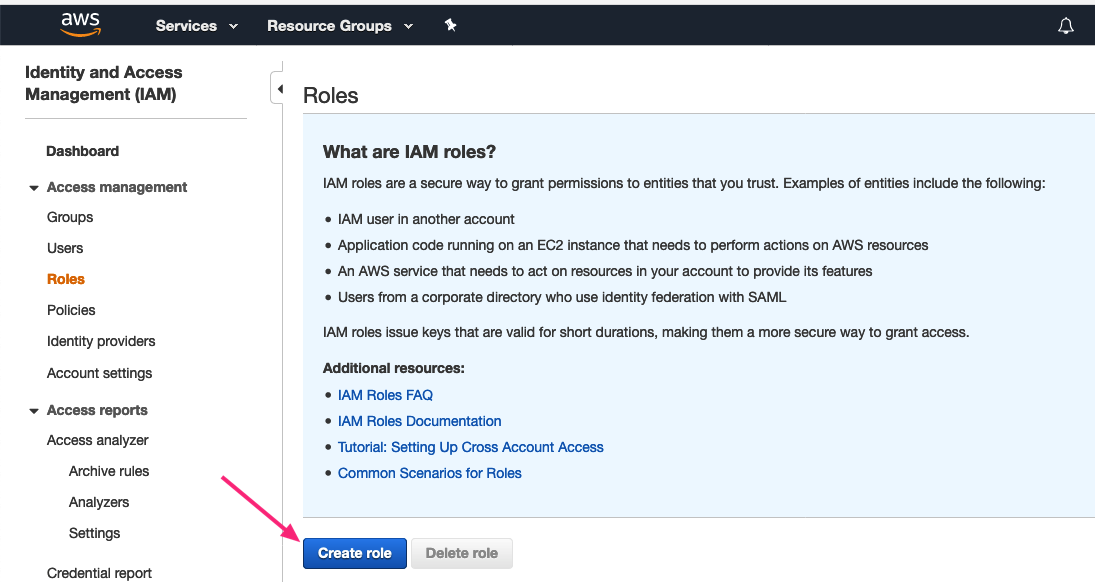 aws
Services
Resource Groups
Identity and Access
Management (IAM)
Dashboard
Access management
Groups
Users
Roles
Policies
Identity providers
Account settings
Access reports
Access analyzer
Archive rules
Analyzers
Settings
Credential report
Roles
What are IAM roles?
IAM roles are a secure way to grant permissions to entities that you trust. Examples of entities include the following:
• IAM user in another account
• Application code running on an EC2 instance that needs to perform actions on AWS resources
• An AWS service that needs to act on resources in your account to provide its features
• Users from a corporate directory who use identity federation with SAML
IAM roles issue keys that are valid for short durations, making them a more secure way to grant access.
Additional resources:
• IAM Roles FAQ
• IAM Roles Documentation
• Tutorial: Setting Up Cross Account Access
• Common Scenarios for Roles
Create role
Delete role